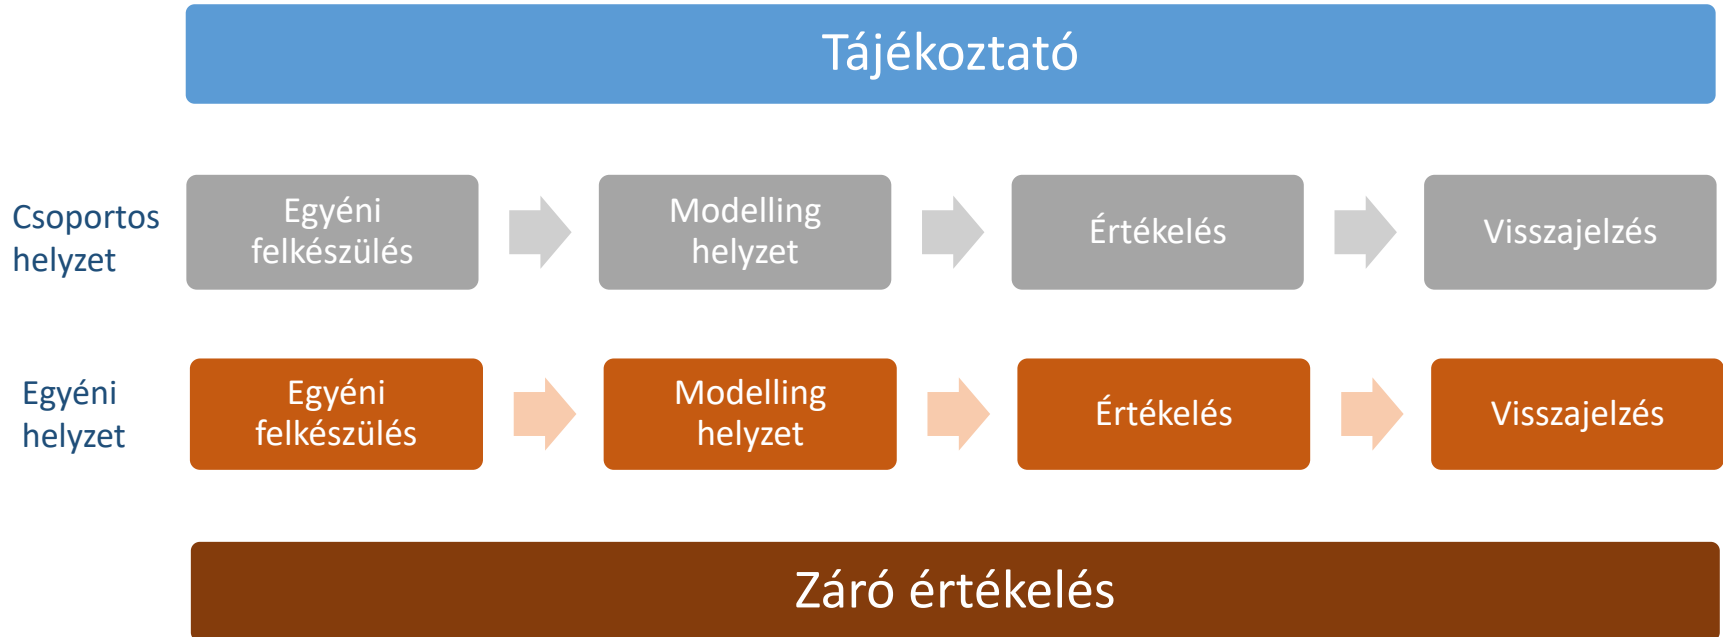 Tájékoztató
Csoportos
helyzet
Egyéni
felkészülés
Modelling
helyzet
Értékelés
Visszajelzés
Egyéni
helyzet
Egyéni
felkészülés
Modelling
helyzet
Értékelés
Visszajelzés
Záró értékelés